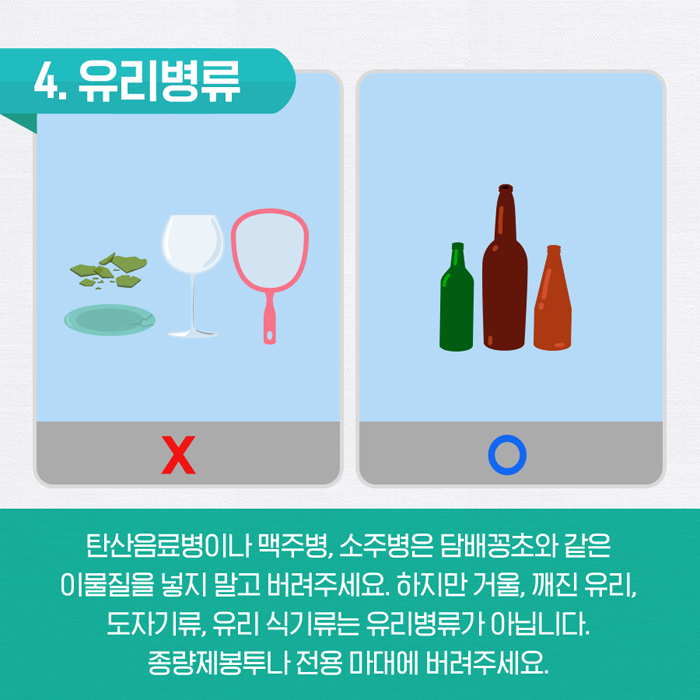 4. 유리병류
X
O
탄산음료병이나 맥주병, 소주병은 담배꽁초와 같은
이물질을 넣지 말고 버려주세요. 하지만 거울, 깨진 유리,
도자기류, 유리 식기류는 유리병류가 아닙니다.
종량제봉투나 전용 마대에 버려주세요.